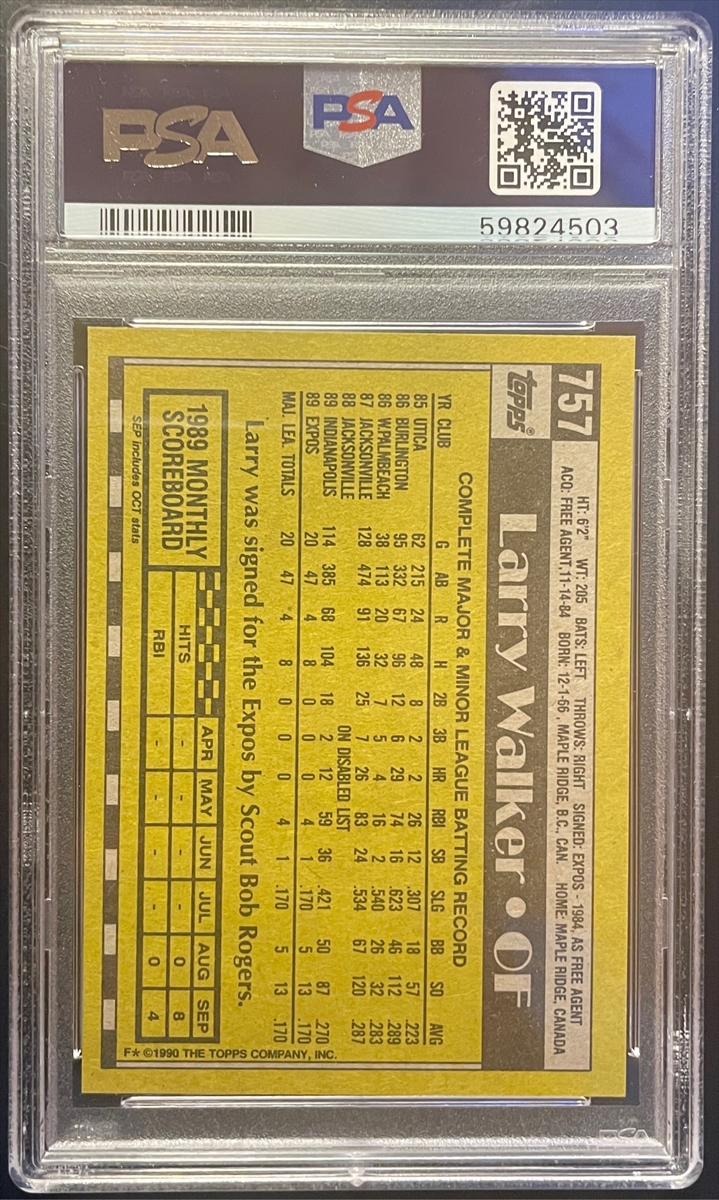 PSA
PSA
59824503
757
Topps®
HT: 6'2" WT: 205 BATS: LEFT THROWS: RIGHT SIGNED: EXPOS - 1984, AS FREE AGENT
ACQ: FREE AGENT, 11-14-84 BORN: 12-1-66, MAPLE RIDGE, B.C., CAN. HOME: MAPLE RIDGE, CANADA
Larry Walker • OF
COMPLETE MAJOR & MINOR LEAGUE BATTING RECORD
YR CLUB G AB R H 2B 3B HR RBI SB SLG BB SO AVG
85 UTICA 62 215 24 48 8 2 2 26 12 .307 18 57 .223
86 BURLINGTON 95 332 67 96 12 6 29 74 16 .623 46 112 .289
86 W.PALMBEACH 38 113 20 32 7 5 4 16 2 .540 26 32 .283
87 JACKSONVILLE 128 474 91 136 25 7 26 83 24 .534 67 120 .287
88 JACKSONVILLE ON DISABLED LIST
89 INDIANAPOLIS 114 385 68 104 18 2 12 59 36 .421 50 87 .270
89 EXPOS 20 47 4 8 0 0 0 4 1 .170 5 13 .170
MAJ. LEA. TOTALS 20 47 4 8 0 0 0 4 1 .170 5 13 .170
Larry was signed for the Expos by Scout Bob Rogers.
1989 MONTHLY
SCOREBOARD
APR MAY JUN JUL AUG SEP
HITS - - - - 0 8
RBI - - - - 0 4
SEP includes OCT stats
F* ©1990 THE TOPPS COMPANY, INC.
PSA